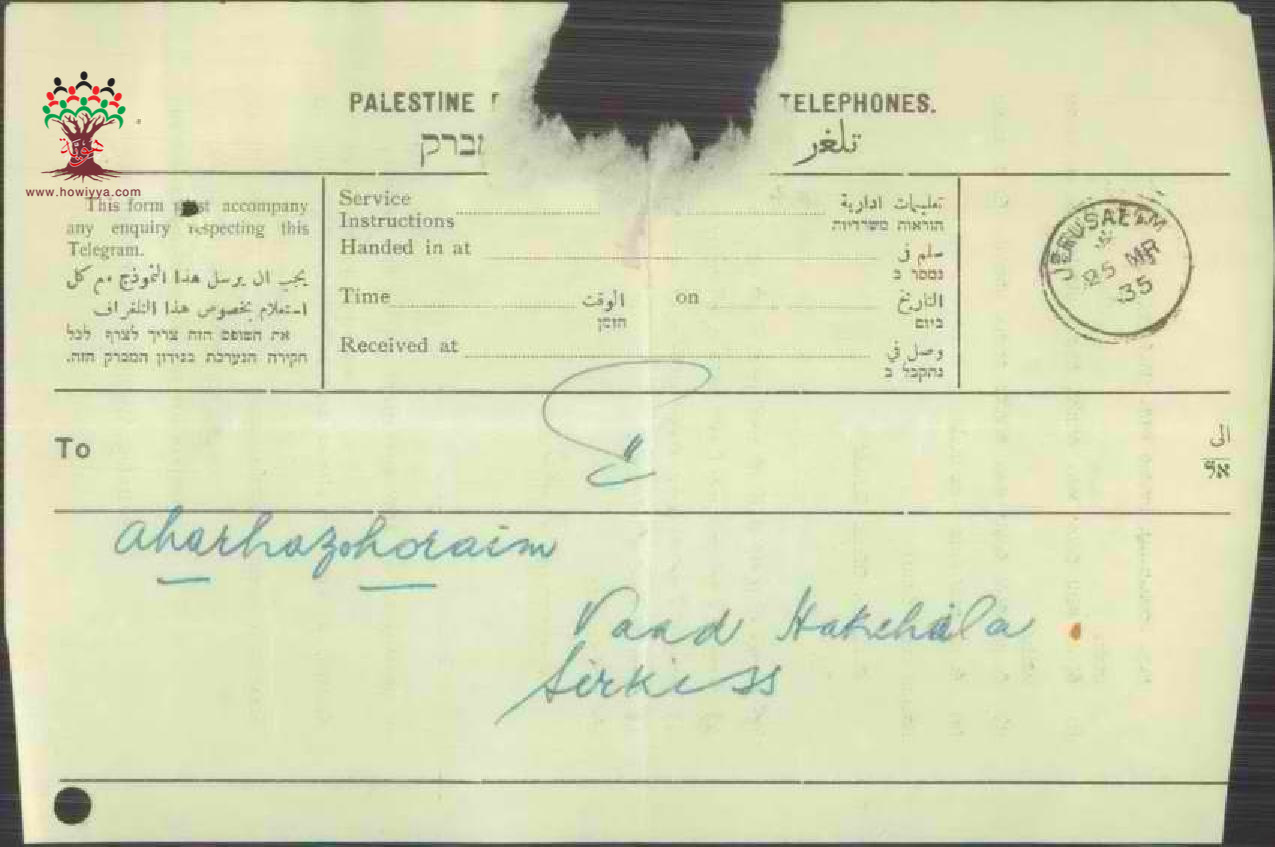 PALESTINE TELEPHONES.
תלغر
هوية
www.howiyya.com
This form must accompany
any enquiry respecting this
Telegram.
يجب ان يرسل هذا النموذج مع كل
استعلام بخصوص هذا التلغراف
את הטופס הזה צריך לצרף לכל
חקירה הנערכת בנידון המברק הזה.
Service
Instructions
تعليمات ادارية
הוראות משרדיות
Handed in at
سلم في
נמסר ב
Time الوقت on التاريخ
הזמן ביום
Received at
وصل في
נתקבל ב
JERUSALEM
25 MR
35
To
الى
אל
aharhazohoraim
Vaad Hakehila
Sirkiss